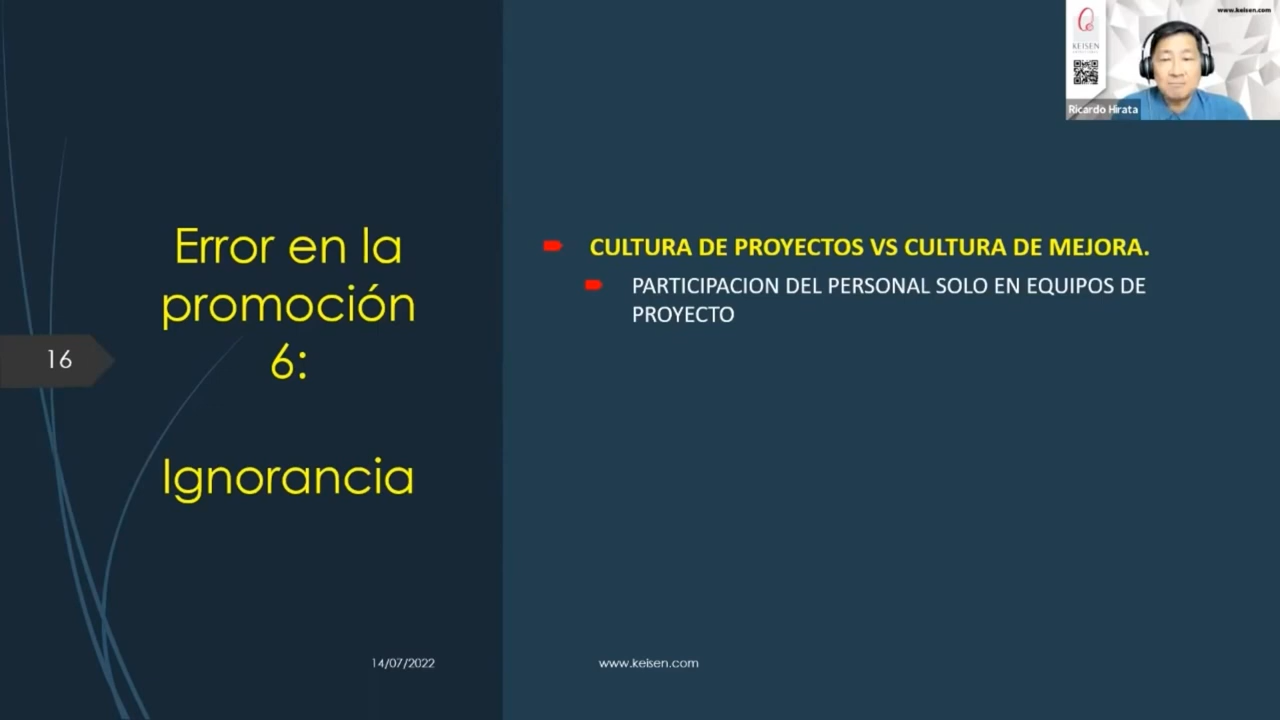 www.keisen.com
KEISEN
Ricardo Hirata
Error en la
promoción
6:
Ignorancia
16
CULTURA DE PROYECTOS VS CULTURA DE MEJORA.
PARTICIPACION DEL PERSONAL SOLO EN EQUIPOS DE
PROYECTO
14/07/2022
www.keisen.com